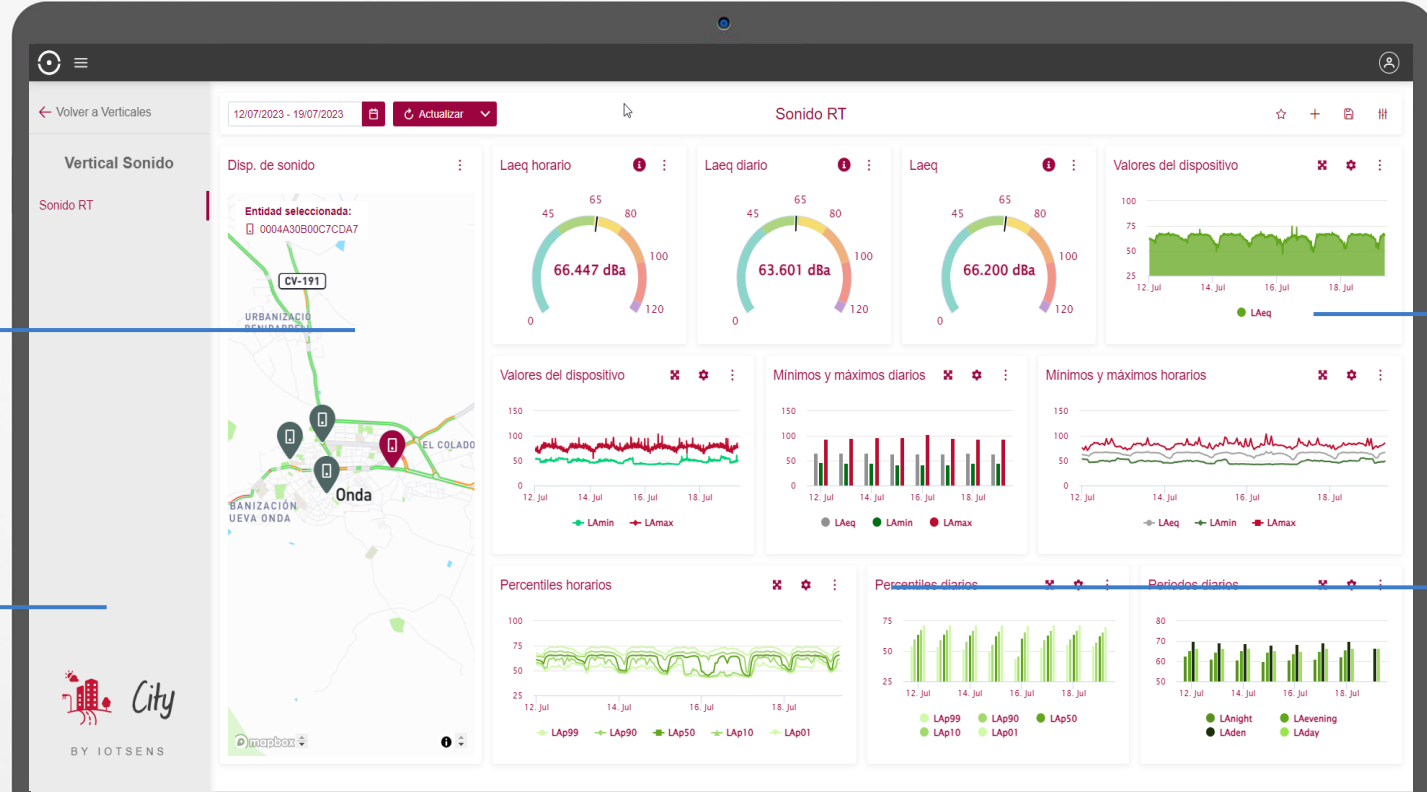 ← Volver a Verticales
Vertical Sonido
Sonido RT
City
BY IOTSENS
12/07/2023 - 19/07/2023
Actualizar
Sonido RT
Disp. de sonido
Entidad seleccionada:
0004A30B00C7CDA7
CV-191
URBANIZACIO
BENIDARRELL
EL COLADO
Onda
BANIZACIÓN
UEVA ONDA
mapbox
Laeq horario
45
65
80
100
120
0
66.447 dBa
Laeq diario
45
65
80
100
120
0
63.601 dBa
Laeq
45
65
80
100
120
0
66.200 dBa
Valores del dispositivo
100
75
50
25
12. Jul 14. Jul 16. Jul 18. Jul
LAeq
Valores del dispositivo
150
100
50
0
12. Jul 14. Jul 16. Jul 18. Jul
LAmin LAmax
Mínimos y máximos diarios
150
100
50
0
12. Jul 14. Jul 16. Jul 18. Jul
LAeq LAmin LAmax
Mínimos y máximos horarios
150
100
50
0
12. Jul 14. Jul 16. Jul 18. Jul
LAeq LAmin LAmax
Percentiles horarios
100
75
50
25
12. Jul 14. Jul 16. Jul 18. Jul
LAp99 LAp90 LAp50 LAp10 LAp01
Percentiles diarios
75
50
25
12. Jul 14. Jul 16. Jul 18. Jul
LAp99 LAp90 LAp50
LAp10 LAp01
Periodos diarios
80
70
60
50
12. Jul 14. Jul 16. Jul 18. Jul
LAnight LAevening
LAden LAday